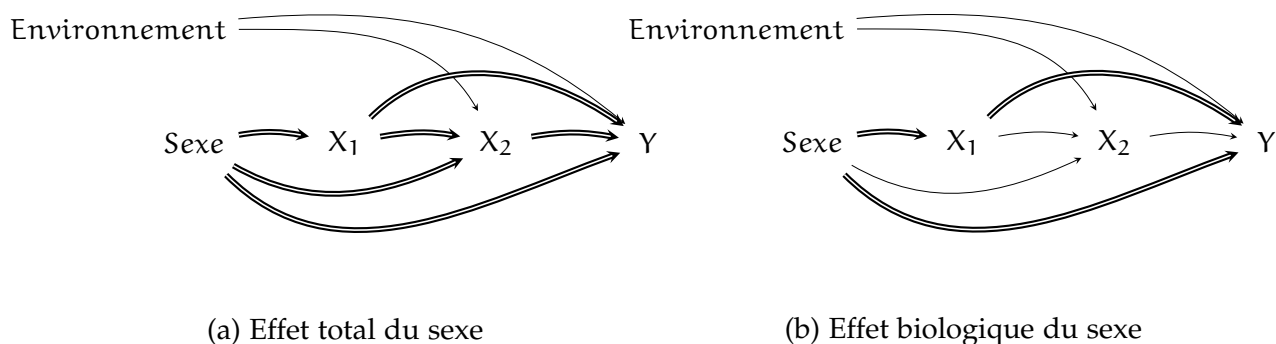 Environnement
Sexe X₁ X₂ Y
(a) Effet total du sexe
Environnement
Sexe X₁ X₂ Y
(b) Effet biologique du sexe